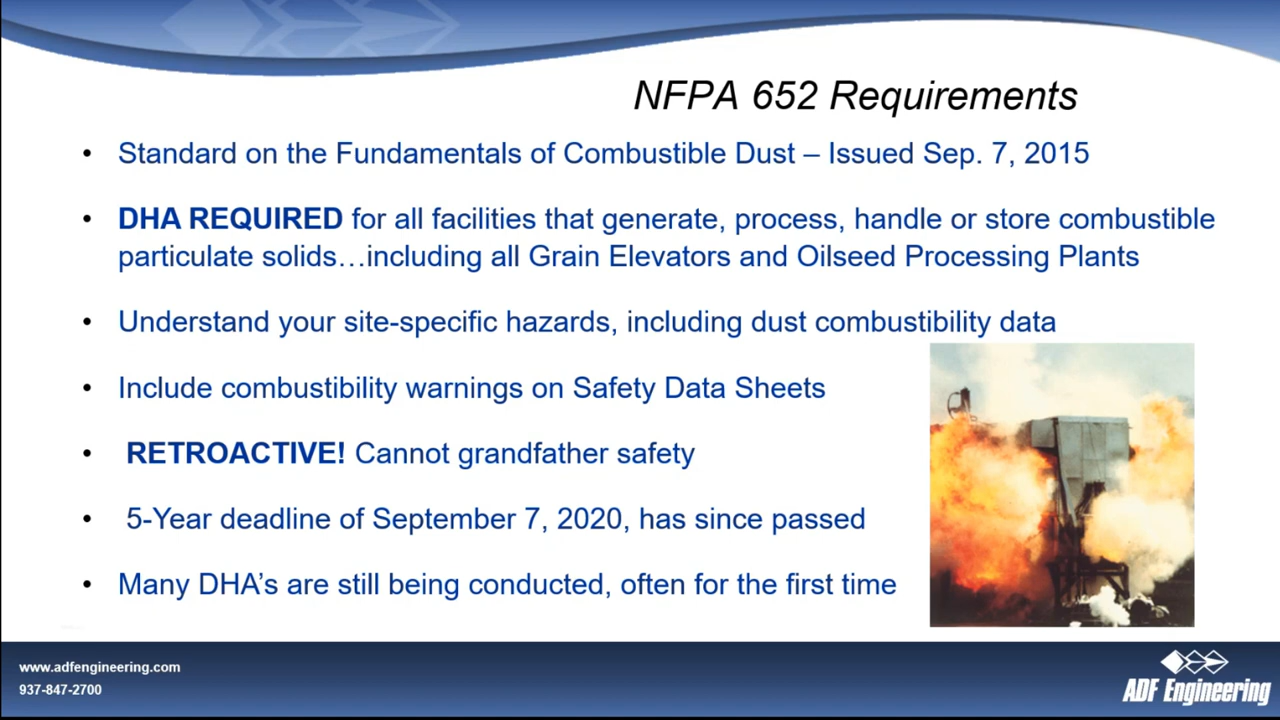 NFPA 652 Requirements
• Standard on the Fundamentals of Combustible Dust – Issued Sep. 7, 2015
• DHA REQUIRED for all facilities that generate, process, handle or store combustible
particulate solids…including all Grain Elevators and Oilseed Processing Plants
• Understand your site-specific hazards, including dust combustibility data
• Include combustibility warnings on Safety Data Sheets
• RETROACTIVE! Cannot grandfather safety
• 5-Year deadline of September 7, 2020, has since passed
• Many DHA’s are still being conducted, often for the first time
www.adfengineering.com
937-847-2700
ADF Engineering